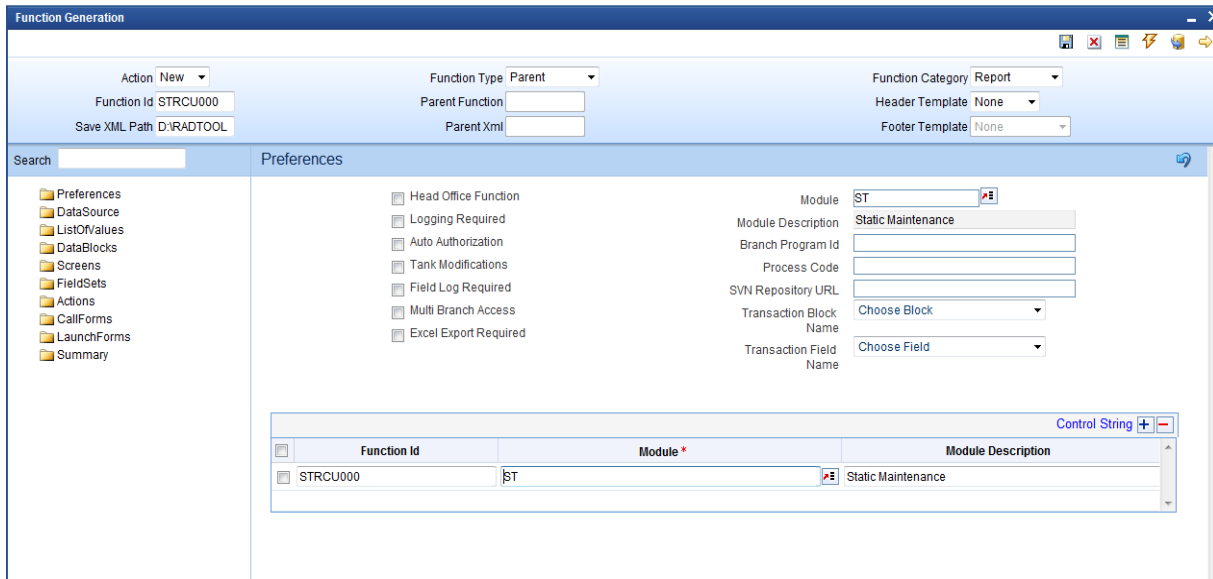 Function Generation
Action New
Function Type Parent
Function Category Report
Function Id STRCU000
Parent Function
Header Template None
Save XML Path D:\RADTOOL
Parent Xml
Footer Template None
Search
Preferences
Preferences
DataSource
ListOfValues
DataBlocks
Screens
FieldSets
Actions
CallForms
LaunchForms
Summary
Head Office Function
Logging Required
Auto Authorization
Tank Modifications
Field Log Required
Multi Branch Access
Excel Export Required
Module ST
Module Description Static Maintenance
Branch Program Id
Process Code
SVN Repository URL
Transaction Block Name Choose Block
Transaction Field Name Choose Field
Control String
Function Id Module * Module Description
STRCU000 ST Static Maintenance